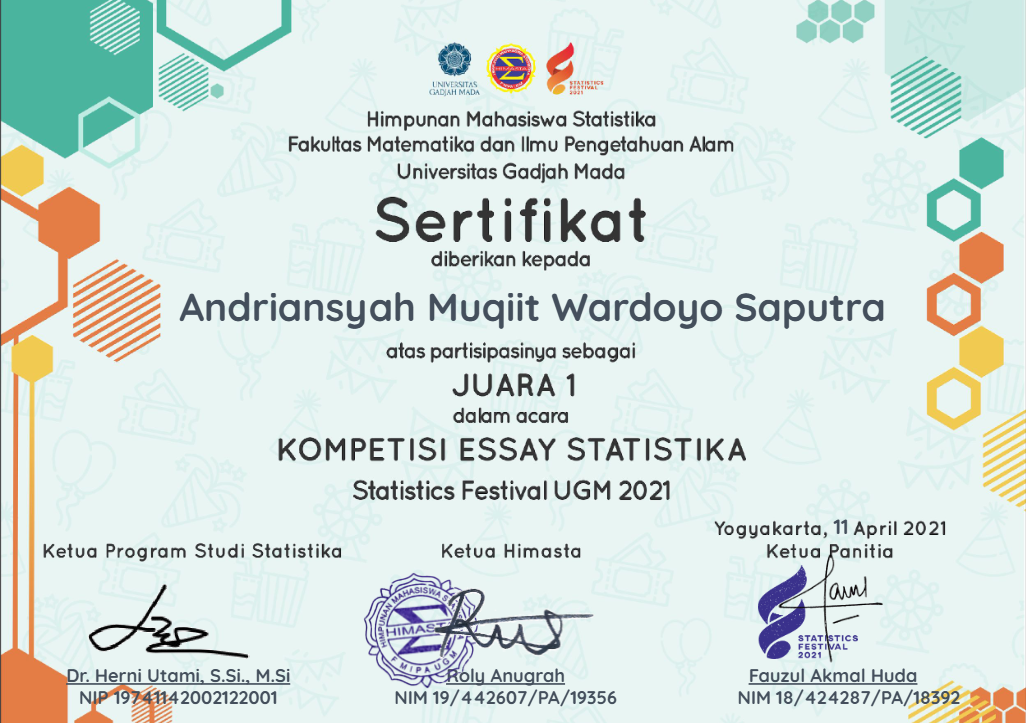 UNIVERSITAS
GADJAH MADA
HIMASTA
STATISTICS
FESTIVAL
2021
Himpunan Mahasiswa Statistika
Fakultas Matematika dan Ilmu Pengetahuan Alam
Universitas Gadjah Mada
Sertifikat
diberikan kepada
Andriansyah Muqiit Wardoyo Saputra
atas partisipasinya sebagai
JUARA 1
dalam acara
KOMPETISI ESSAY STATISTIKA
Statistics Festival UGM 2021
Yogyakarta, 11 April 2021
Ketua Program Studi Statistika
Ketua Himasta
Ketua Panitia
HIMPUNAN MAHASISWA
HIMASTA
FMIPA UGM
STATISTICS
FESTIVAL
2021
Dr. Herni Utami, S.Si., M.Si
Roly Anugrah
Fauzul Akmal Huda
NIP 197411142002122001
NIM 19/442607/PA/19356
NIM 18/424287/PA/18392